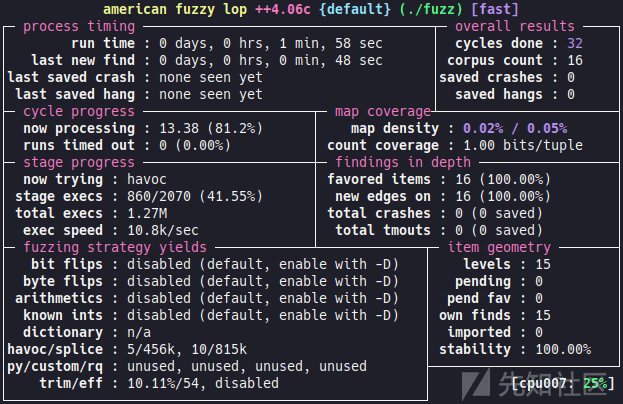 american fuzzy lop ++4.06c {default} (./fuzz) [fast]
process timing
overall results
run time : 0 days, 0 hrs, 1 min, 58 sec
cycles done : 32
last new find : 0 days, 0 hrs, 0 min, 48 sec
corpus count : 16
last saved crash : none seen yet
saved crashes : 0
last saved hang : none seen yet
saved hangs : 0
cycle progress
map coverage
now processing : 13.38 (81.2%)
map density : 0.02% / 0.05%
runs timed out : 0 (0.00%)
count coverage : 1.00 bits/tuple
stage progress
findings in depth
now trying : havoc
favored items : 16 (100.00%)
stage execs : 860/2070 (41.55%)
new edges on : 16 (100.00%)
total execs : 1.27M
total crashes : 0 (0 saved)
exec speed : 10.8k/sec
total tmouts : 0 (0 saved)
fuzzing strategy yields
item geometry
bit flips : disabled (default, enable with -D)
levels : 15
byte flips : disabled (default, enable with -D)
pending : 0
arithmetics : disabled (default, enable with -D)
pend fav : 0
known ints : disabled (default, enable with -D)
own finds : 15
dictionary : n/a
imported : 0
havoc/splice : 5/456k, 10/815k
stability : 100.00%
py/custom/rq : unused, unused, unused, unused
trim/eff : 10.11%/54, disabled
[cpu007: 25%]
先知社区